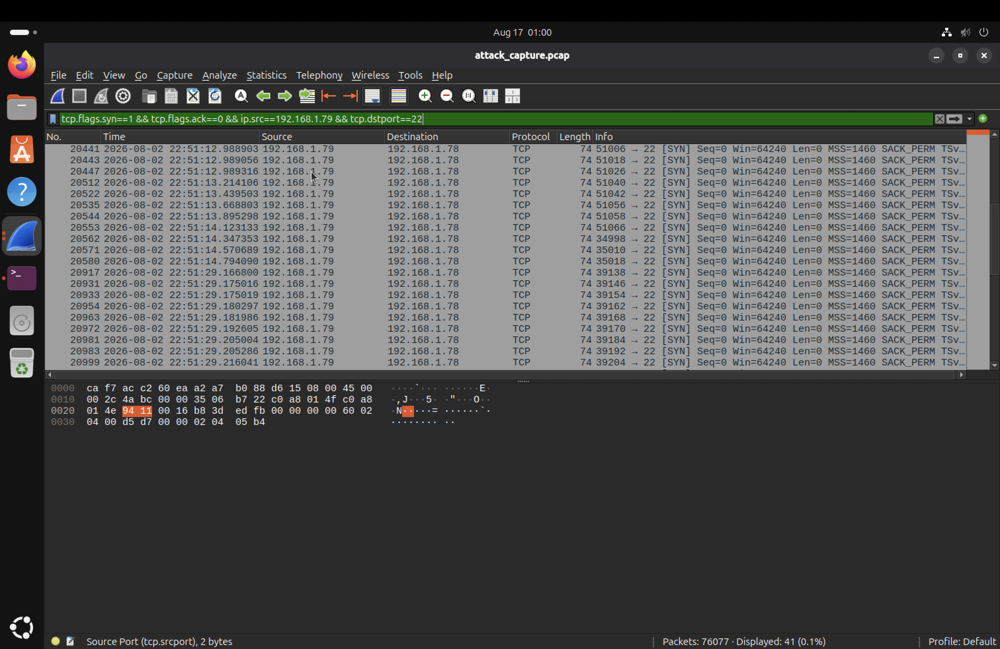 Aug 17 01:00
attack_capture.pcap
File Edit View Go Capture Analyze Statistics Telephony Wireless Tools Help
tcp.flags.syn==1 && tcp.flags.ack==0 && ip.src==192.168.1.79 && tcp.dstport==22
No. Time Source Destination Protocol Length Info
20441 2026-08-02 22:51:12.988903 192.168.1.79 192.168.1.78 TCP 74 51006 → 22 [SYN] Seq=0 Win=64240 Len=0 MSS=1460 SACK_PERM TSv…
20443 2026-08-02 22:51:12.989056 192.168.1.79 192.168.1.78 TCP 74 51018 → 22 [SYN] Seq=0 Win=64240 Len=0 MSS=1460 SACK_PERM TSv…
20447 2026-08-02 22:51:12.989316 192.168.1.79 192.168.1.78 TCP 74 51026 → 22 [SYN] Seq=0 Win=64240 Len=0 MSS=1460 SACK_PERM TSv…
20512 2026-08-02 22:51:13.214106 192.168.1.79 192.168.1.78 TCP 74 51040 → 22 [SYN] Seq=0 Win=64240 Len=0 MSS=1460 SACK_PERM TSv…
20522 2026-08-02 22:51:13.439503 192.168.1.79 192.168.1.78 TCP 74 51042 → 22 [SYN] Seq=0 Win=64240 Len=0 MSS=1460 SACK_PERM TSv…
20535 2026-08-02 22:51:13.668803 192.168.1.79 192.168.1.78 TCP 74 51056 → 22 [SYN] Seq=0 Win=64240 Len=0 MSS=1460 SACK_PERM TSv…
20544 2026-08-02 22:51:13.895298 192.168.1.79 192.168.1.78 TCP 74 51058 → 22 [SYN] Seq=0 Win=64240 Len=0 MSS=1460 SACK_PERM TSv…
20553 2026-08-02 22:51:14.123133 192.168.1.79 192.168.1.78 TCP 74 51066 → 22 [SYN] Seq=0 Win=64240 Len=0 MSS=1460 SACK_PERM TSv…
20562 2026-08-02 22:51:14.347353 192.168.1.79 192.168.1.78 TCP 74 34998 → 22 [SYN] Seq=0 Win=64240 Len=0 MSS=1460 SACK_PERM TSv…
20571 2026-08-02 22:51:14.570689 192.168.1.79 192.168.1.78 TCP 74 35010 → 22 [SYN] Seq=0 Win=64240 Len=0 MSS=1460 SACK_PERM TSv…
20580 2026-08-02 22:51:14.794090 192.168.1.79 192.168.1.78 TCP 74 35018 → 22 [SYN] Seq=0 Win=64240 Len=0 MSS=1460 SACK_PERM TSv…
20917 2026-08-02 22:51:29.166800 192.168.1.79 192.168.1.78 TCP 74 39138 → 22 [SYN] Seq=0 Win=64240 Len=0 MSS=1460 SACK_PERM TSv…
20931 2026-08-02 22:51:29.175016 192.168.1.79 192.168.1.78 TCP 74 39146 → 22 [SYN] Seq=0 Win=64240 Len=0 MSS=1460 SACK_PERM TSv…
20933 2026-08-02 22:51:29.175019 192.168.1.79 192.168.1.78 TCP 74 39154 → 22 [SYN] Seq=0 Win=64240 Len=0 MSS=1460 SACK_PERM TSv…
20954 2026-08-02 22:51:29.180297 192.168.1.79 192.168.1.78 TCP 74 39162 → 22 [SYN] Seq=0 Win=64240 Len=0 MSS=1460 SACK_PERM TSv…
20963 2026-08-02 22:51:29.181986 192.168.1.79 192.168.1.78 TCP 74 39168 → 22 [SYN] Seq=0 Win=64240 Len=0 MSS=1460 SACK_PERM TSv…
20972 2026-08-02 22:51:29.192605 192.168.1.79 192.168.1.78 TCP 74 39170 → 22 [SYN] Seq=0 Win=64240 Len=0 MSS=1460 SACK_PERM TSv…
20981 2026-08-02 22:51:29.205004 192.168.1.79 192.168.1.78 TCP 74 39184 → 22 [SYN] Seq=0 Win=64240 Len=0 MSS=1460 SACK_PERM TSv…
20983 2026-08-02 22:51:29.205286 192.168.1.79 192.168.1.78 TCP 74 39192 → 22 [SYN] Seq=0 Win=64240 Len=0 MSS=1460 SACK_PERM TSv…
20999 2026-08-02 22:51:29.216041 192.168.1.79 192.168.1.78 TCP 74 39204 → 22 [SYN] Seq=0 Win=64240 Len=0 MSS=1460 SACK_PERM TSv…
0000 ca f7 ac c2 60 ea a2 a7 b0 88 d6 15 08 00 45 00 ····`··· ······E·
0010 00 2c 4a bc 00 00 35 06 b7 22 c0 a8 01 4f c0 a8 ·,J···5· ·"···O··
0020 01 4e 94 11 00 16 b8 3d ed fb 00 00 00 00 60 02 ·N·····= ······`·
0030 04 00 d5 d7 00 00 02 04 05 b4 ········ ··
Source Port (tcp.srcport), 2 bytes
Packets: 76077 · Displayed: 41 (0.1%)
Profile: Default